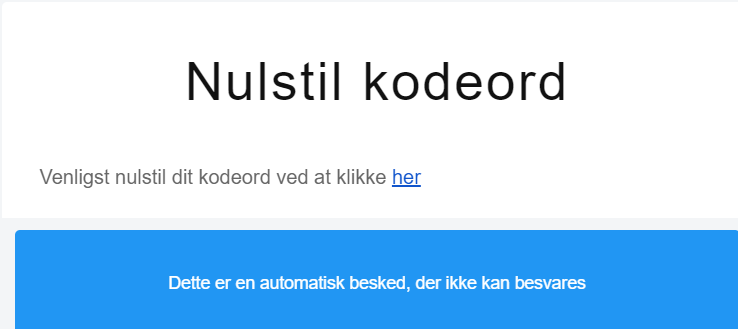 Nulstil kodeord
Venligst nulstil dit kodeord ved at klikke her
Dette er en automatisk besked, der ikke kan besvares